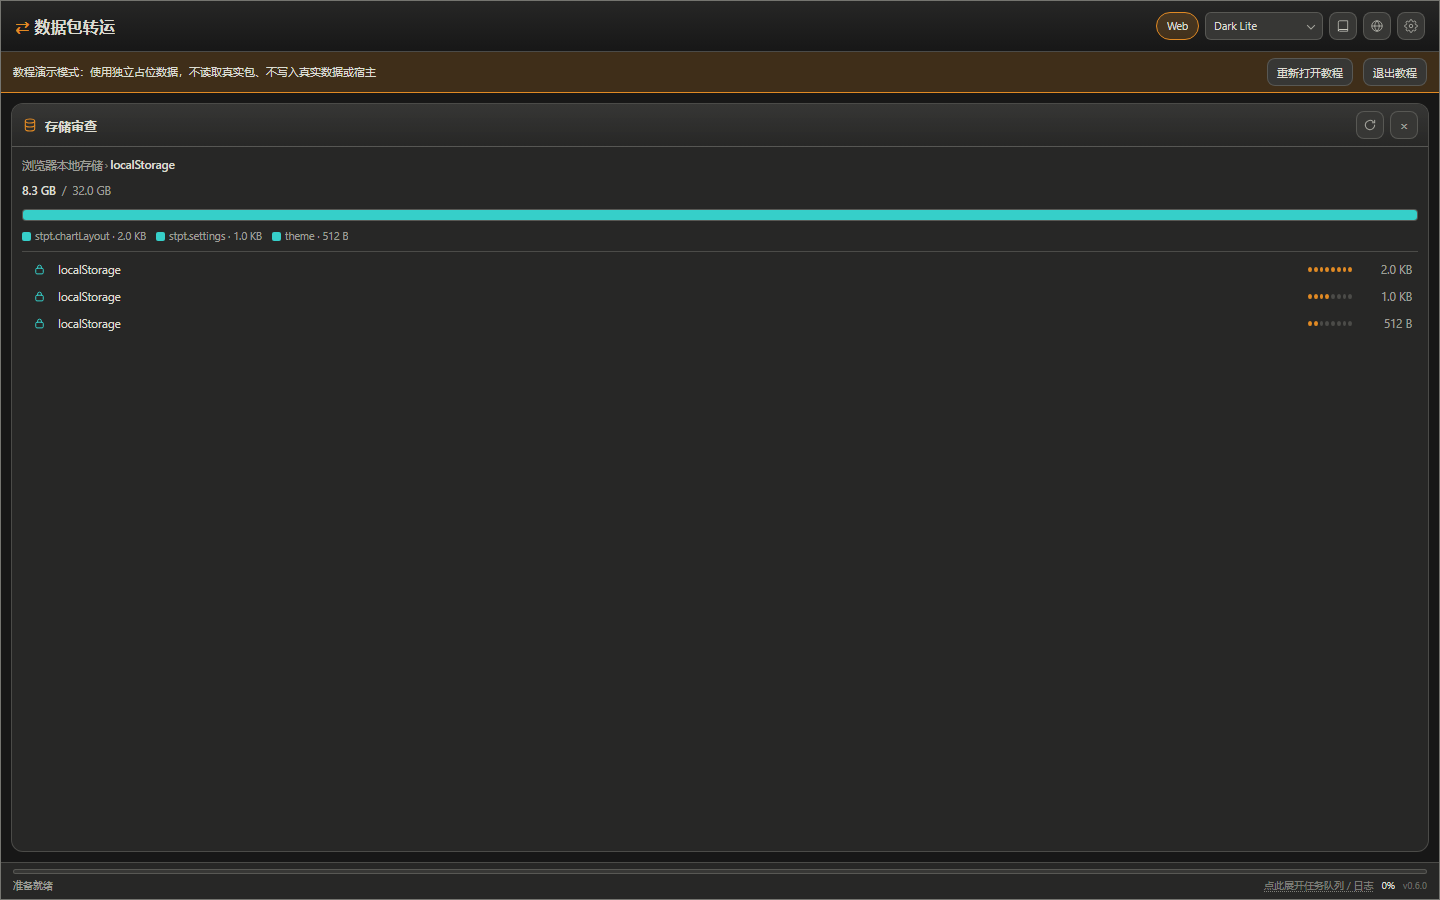 数据包转运
Web
Dark Lite
教程演示模式：使用独立占位数据，不读取真实包、不写入真实数据或宿主
重新打开教程
退出教程
存储审查
浏览器本地存储 › localStorage
8.3 GB / 32.0 GB
stpt.chartLayout · 2.0 KB stpt.settings · 1.0 KB theme · 512 B
localStorage 2.0 KB
localStorage 1.0 KB
localStorage 512 B
准备就绪
点此展开任务队列 / 日志 0% v0.6.0